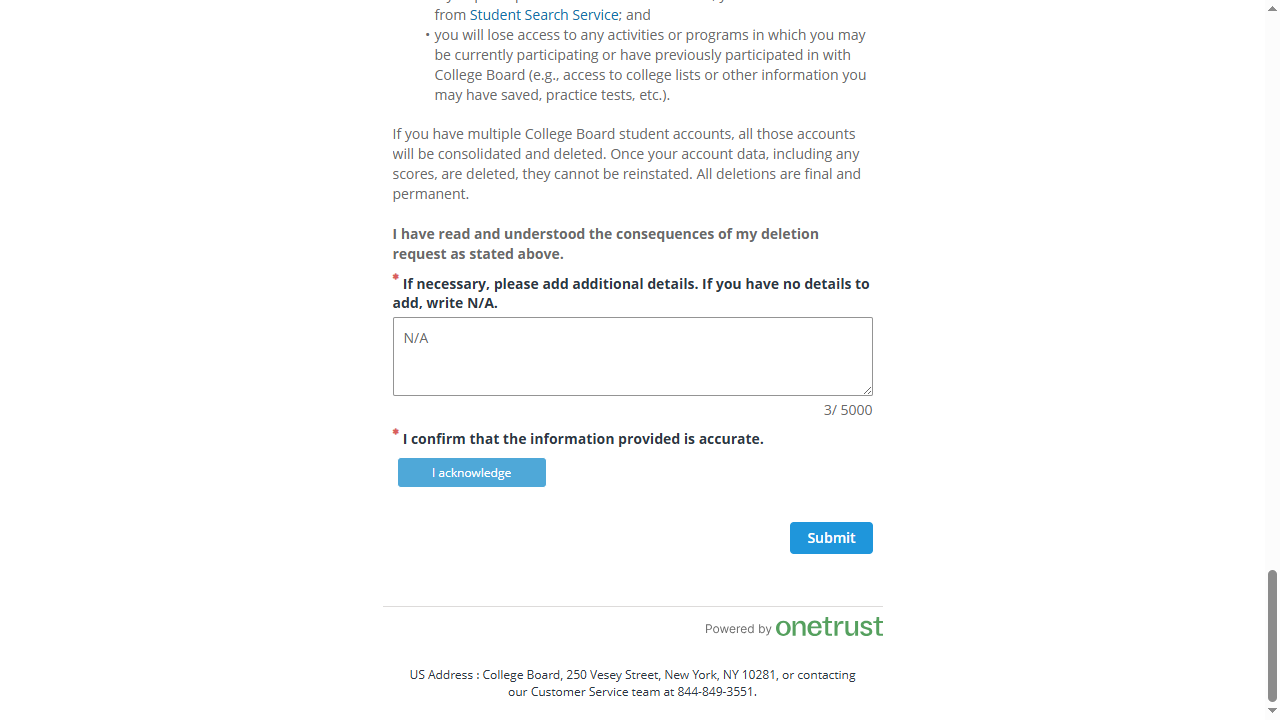 from Student Search Service; and
• you will lose access to any activities or programs in which you may
be currently participating or have previously participated in with
College Board (e.g., access to college lists or other information you
may have saved, practice tests, etc.).
If you have multiple College Board student accounts, all those accounts
will be consolidated and deleted. Once your account data, including any
scores, are deleted, they cannot be reinstated. All deletions are final and
permanent.
I have read and understood the consequences of my deletion
request as stated above.
* If necessary, please add additional details. If you have no details to
add, write N/A.
N/A
3/ 5000
* I confirm that the information provided is accurate.
I acknowledge
Submit
Powered by onetrust
US Address : College Board, 250 Vesey Street, New York, NY 10281, or contacting
our Customer Service team at 844-849-3551.